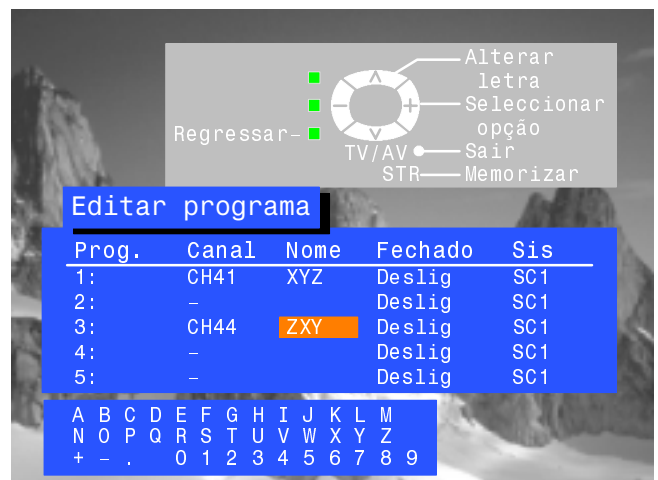 Alterar
letra
Seleccionar
opção
Regressar
TV/AV Sair
STR Memorizar
Editar programa
Prog. Canal Nome Fechado Sis
1: CH41 XYZ Deslig SC1
2: – Deslig SC1
3: CH44 ZXY Deslig SC1
4: – Deslig SC1
5: – Deslig SC1
A B C D E F G H I J K L M
N O P Q R S T U V W X Y Z
+ – . 0 1 2 3 4 5 6 7 8 9